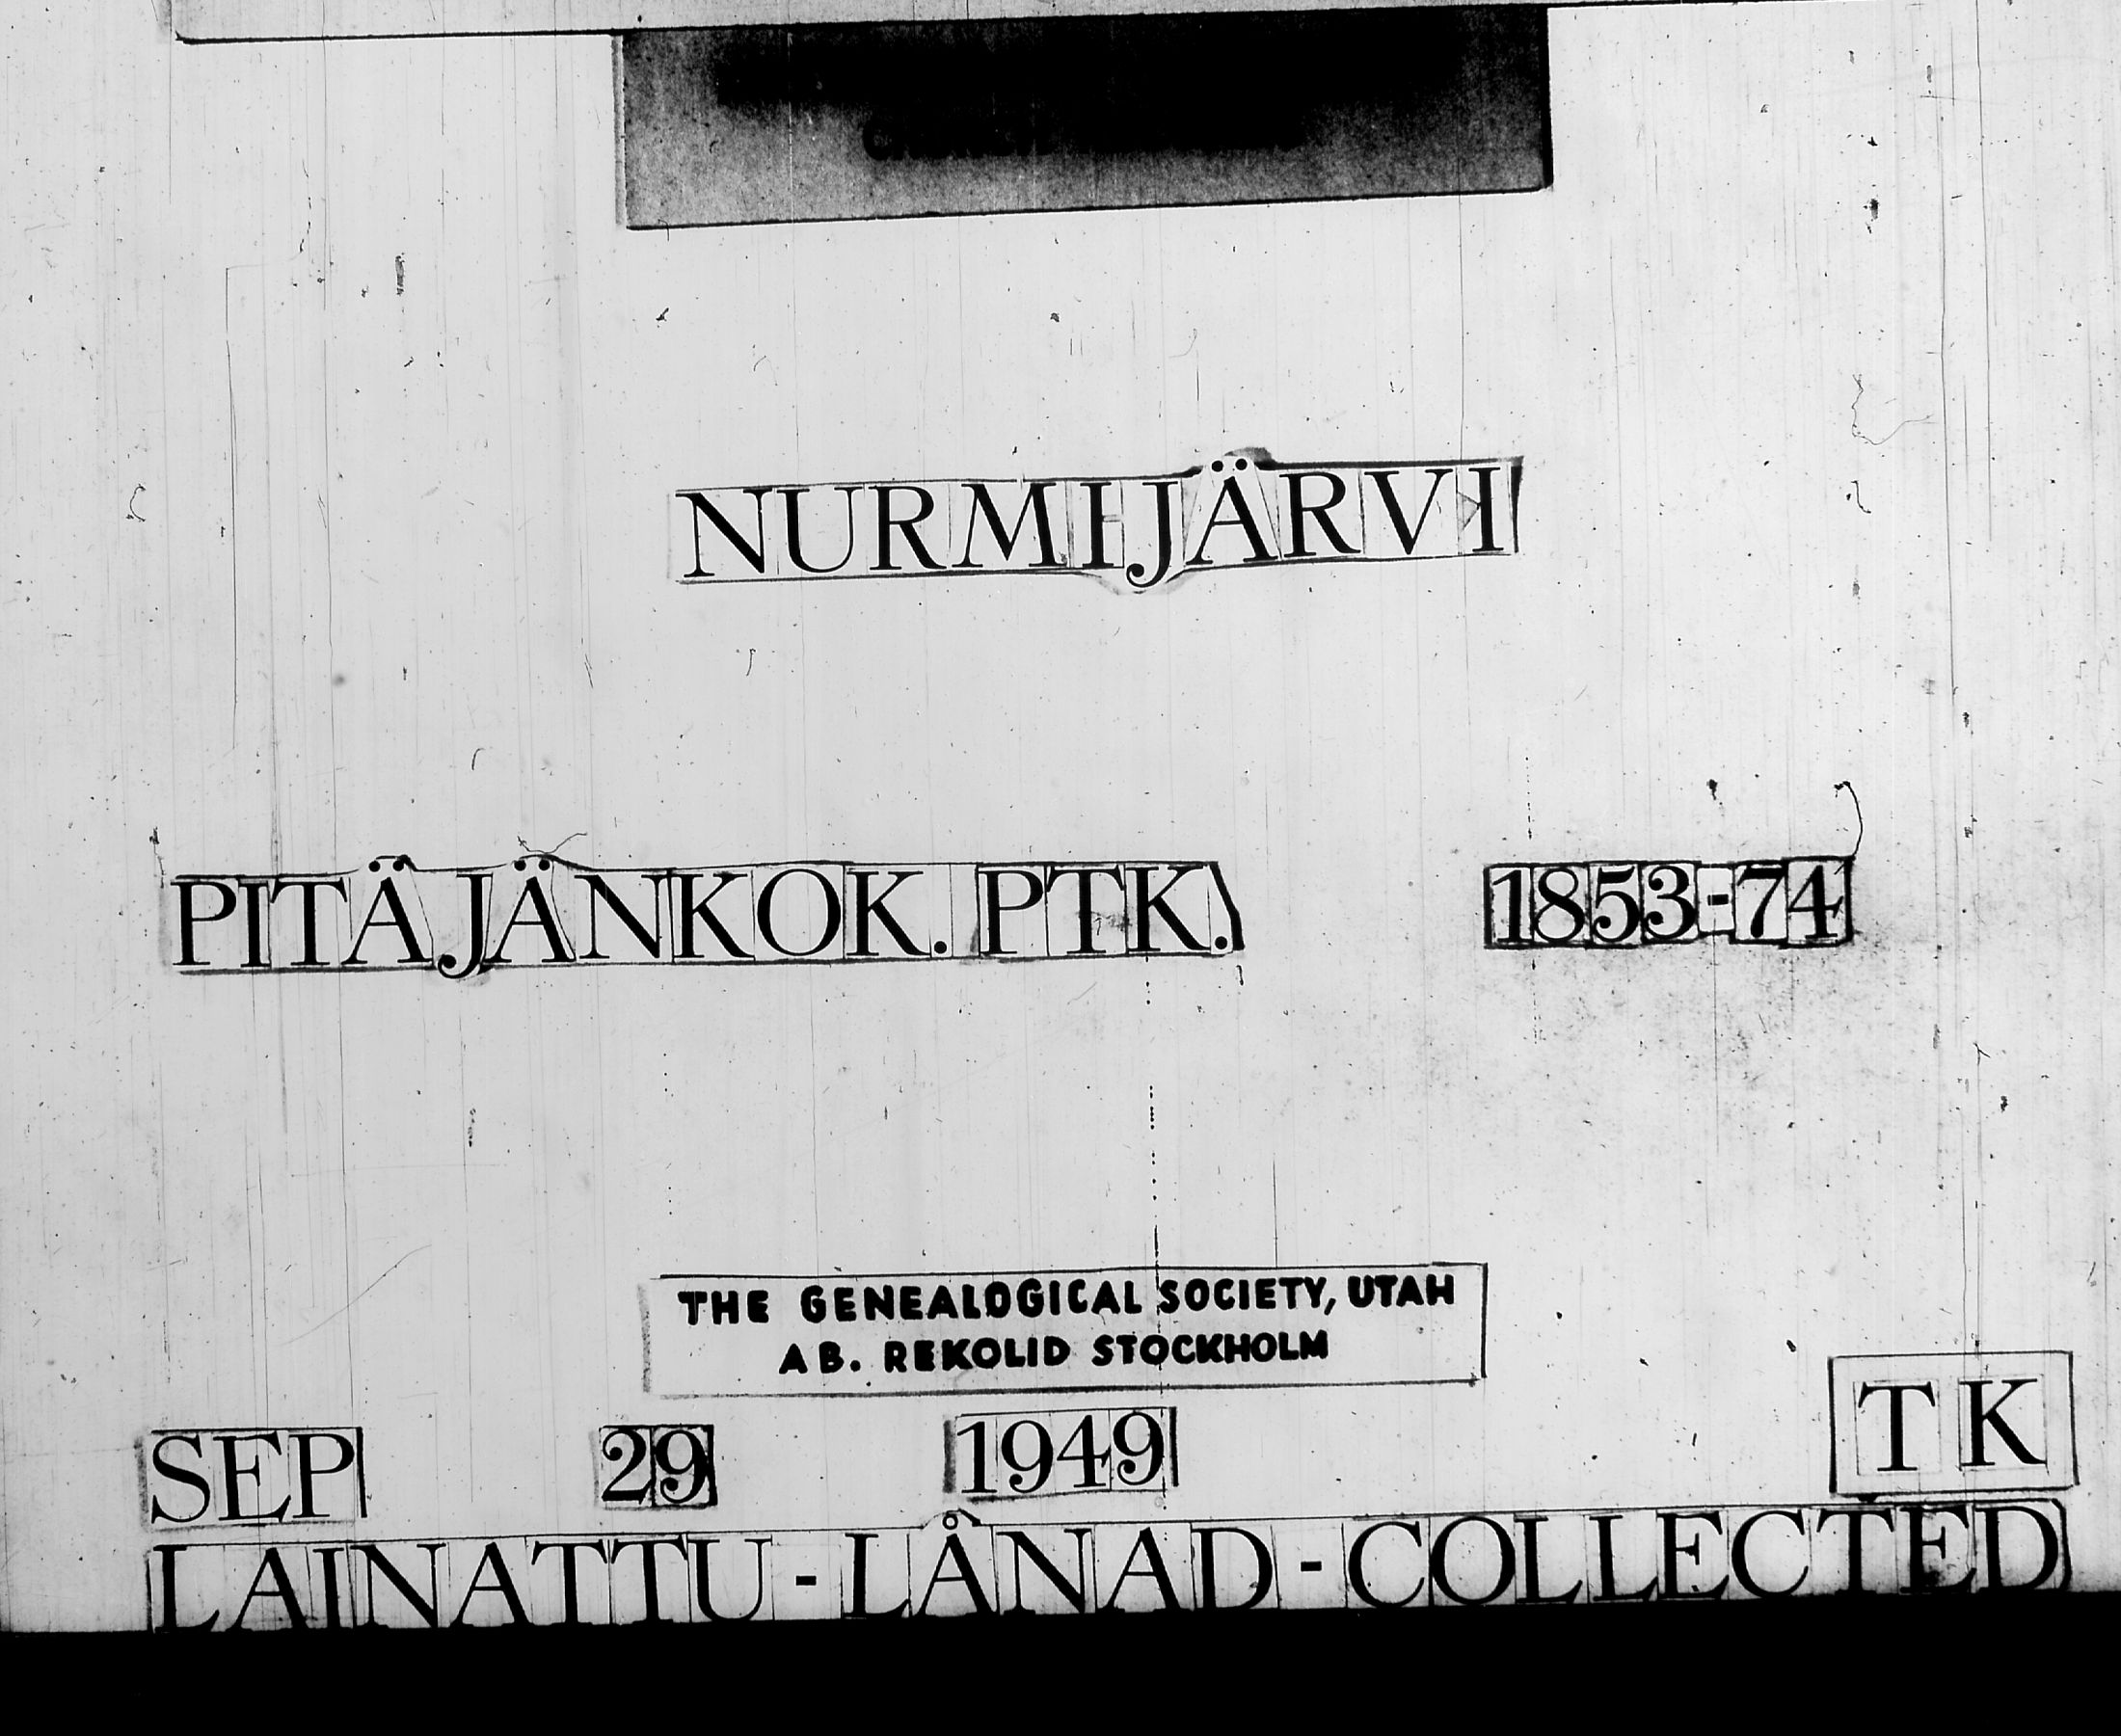 NURMIJÄRVI
PITÄJÄNKOK. PTK. 1853-74
THE GENEALOGICAL SOCIETY, UTAH
AB. REKOLID STOCKHOLM
TK
SEP 29 1949
LAINATTU - LÅNAD - COLLECTED